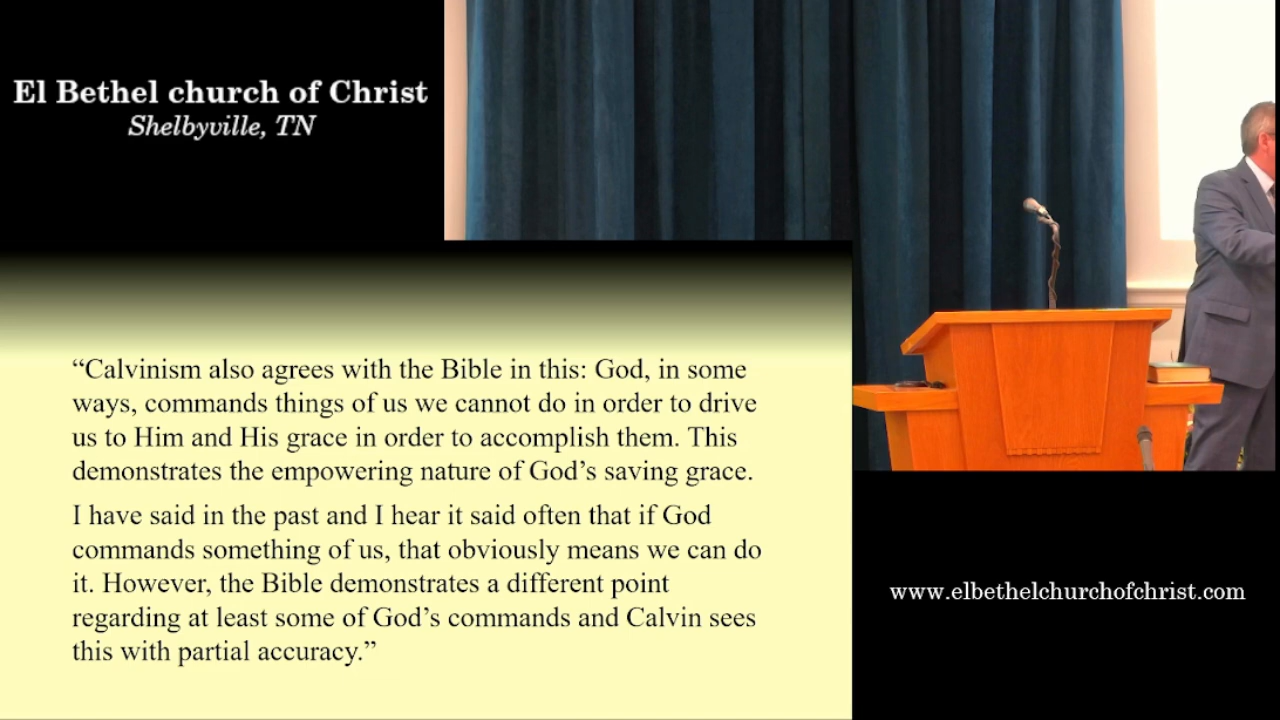 El Bethel church of Christ
Shelbyville, TN
“Calvinism also agrees with the Bible in this: God, in some
ways, commands things of us we cannot do in order to drive
us to Him and His grace in order to accomplish them. This
demonstrates the empowering nature of God’s saving grace.
I have said in the past and I hear it said often that if God
commands something of us, that obviously means we can do
it. However, the Bible demonstrates a different point
regarding at least some of God’s commands and Calvin sees
this with partial accuracy.”
www.elbethelchurchofchrist.com